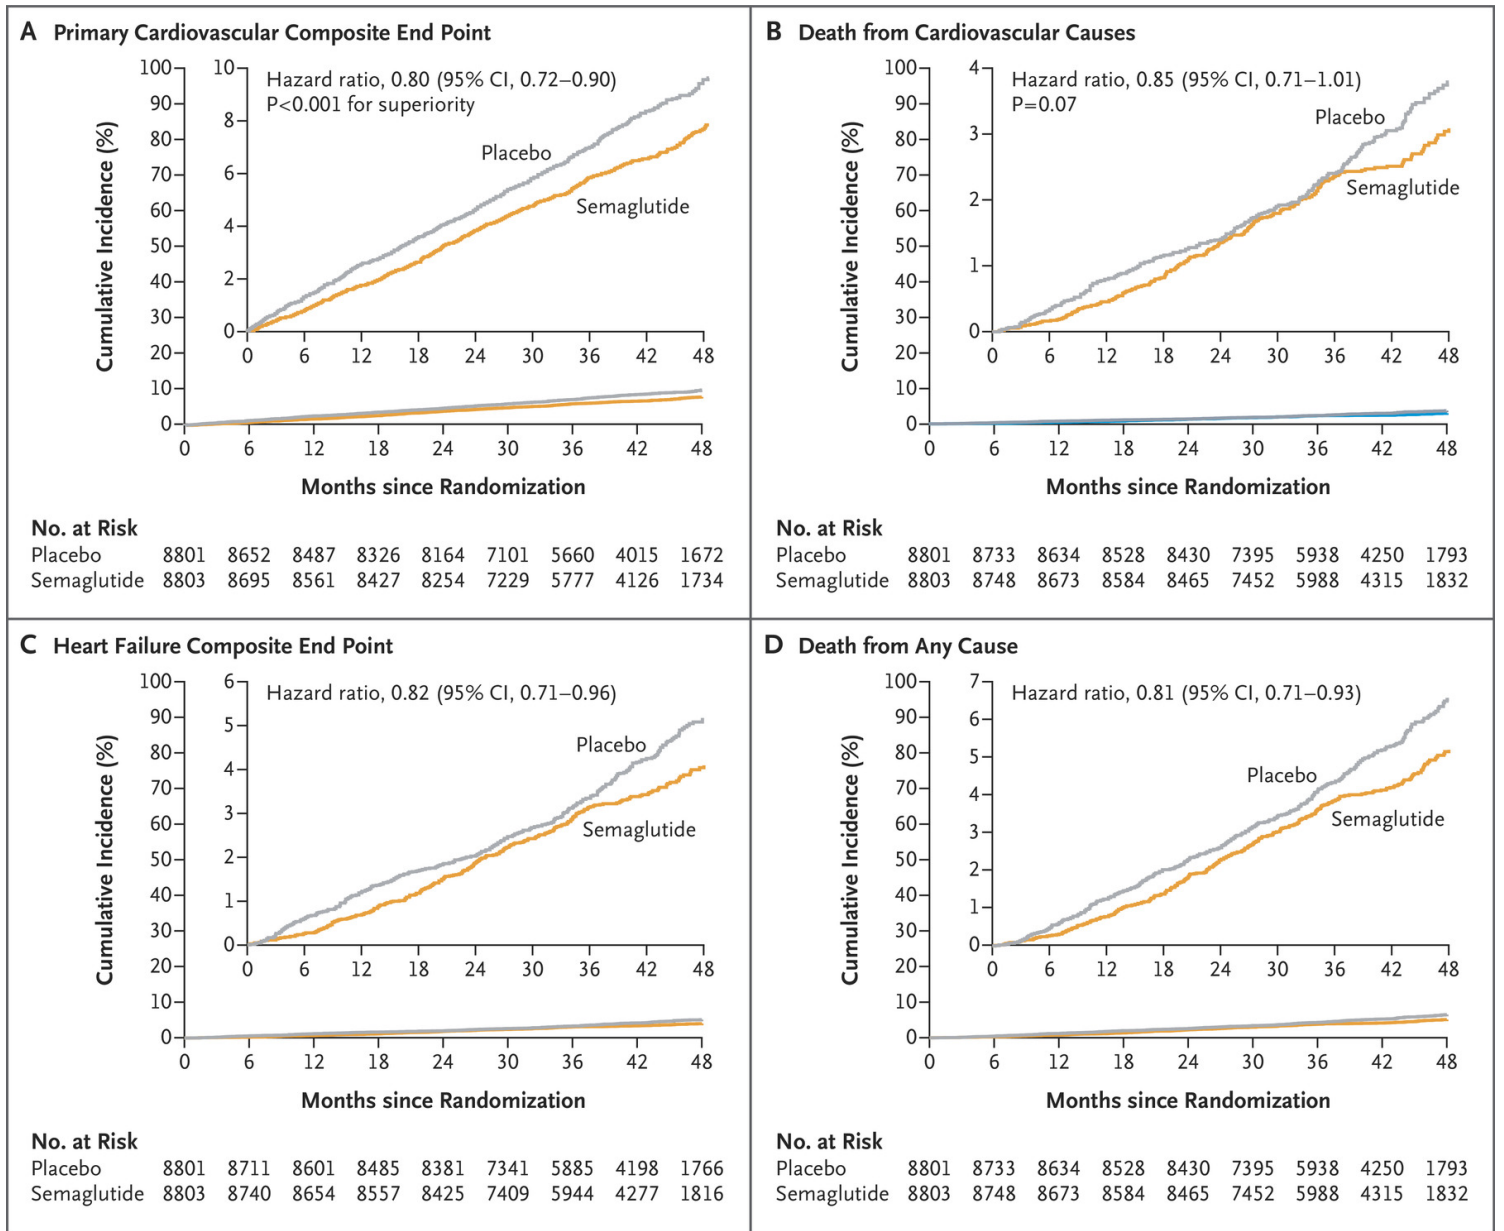 A Primary Cardiovascular Composite End Point
Cumulative Incidence (%)
100
90
80
70
60
50
40
30
20
10
0
10
8
6
4
2
0
Hazard ratio, 0.80 (95% CI, 0.72–0.90)
P<0.001 for superiority
Placebo
Semaglutide
0 6 12 18 24 30 36 42 48
0 6 12 18 24 30 36 42 48
Months since Randomization
No. at Risk
Placebo 8801 8652 8487 8326 8164 7101 5660 4015 1672
Semaglutide 8803 8695 8561 8427 8254 7229 5777 4126 1734
B Death from Cardiovascular Causes
Cumulative Incidence (%)
100
90
80
70
60
50
40
30
20
10
0
4
3
2
1
0
Hazard ratio, 0.85 (95% CI, 0.71–1.01)
P=0.07
Placebo
Semaglutide
0 6 12 18 24 30 36 42 48
0 6 12 18 24 30 36 42 48
Months since Randomization
No. at Risk
Placebo 8801 8733 8634 8528 8430 7395 5938 4250 1793
Semaglutide 8803 8748 8673 8584 8465 7452 5988 4315 1832
C Heart Failure Composite End Point
Cumulative Incidence (%)
100
90
80
70
60
50
40
30
20
10
0
6
5
4
3
2
1
0
Hazard ratio, 0.82 (95% CI, 0.71–0.96)
Placebo
Semaglutide
0 6 12 18 24 30 36 42 48
0 6 12 18 24 30 36 42 48
Months since Randomization
No. at Risk
Placebo 8801 8711 8601 8485 8381 7341 5885 4198 1766
Semaglutide 8803 8740 8654 8557 8425 7409 5944 4277 1816
D Death from Any Cause
Cumulative Incidence (%)
100
90
80
70
60
50
40
30
20
10
0
7
6
5
4
3
2
1
0
Hazard ratio, 0.81 (95% CI, 0.71–0.93)
Placebo
Semaglutide
0 6 12 18 24 30 36 42 48
0 6 12 18 24 30 36 42 48
Months since Randomization
No. at Risk
Placebo 8801 8733 8634 8528 8430 7395 5938 4250 1793
Semaglutide 8803 8748 8673 8584 8465 7452 5988 4315 1832